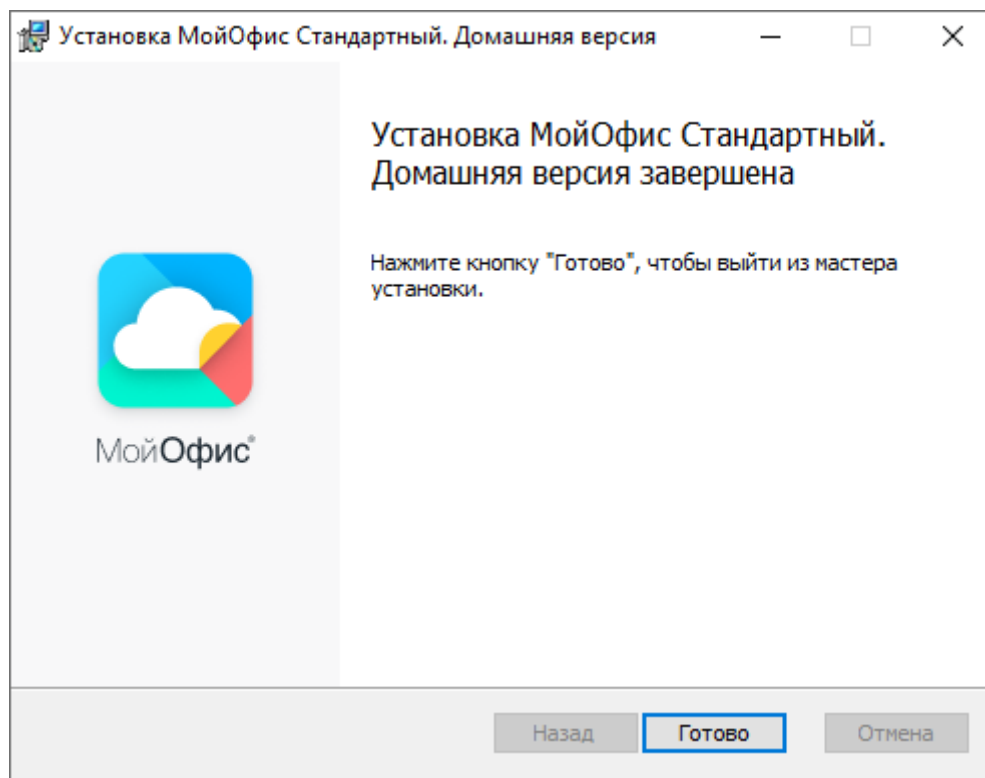 Установка МойОфис Стандартный. Домашняя версия
Установка МойОфис Стандартный.
Домашняя версия завершена
Нажмите кнопку "Готово", чтобы выйти из мастера
установки.
МойОфис®
Назад
Готово
Отмена